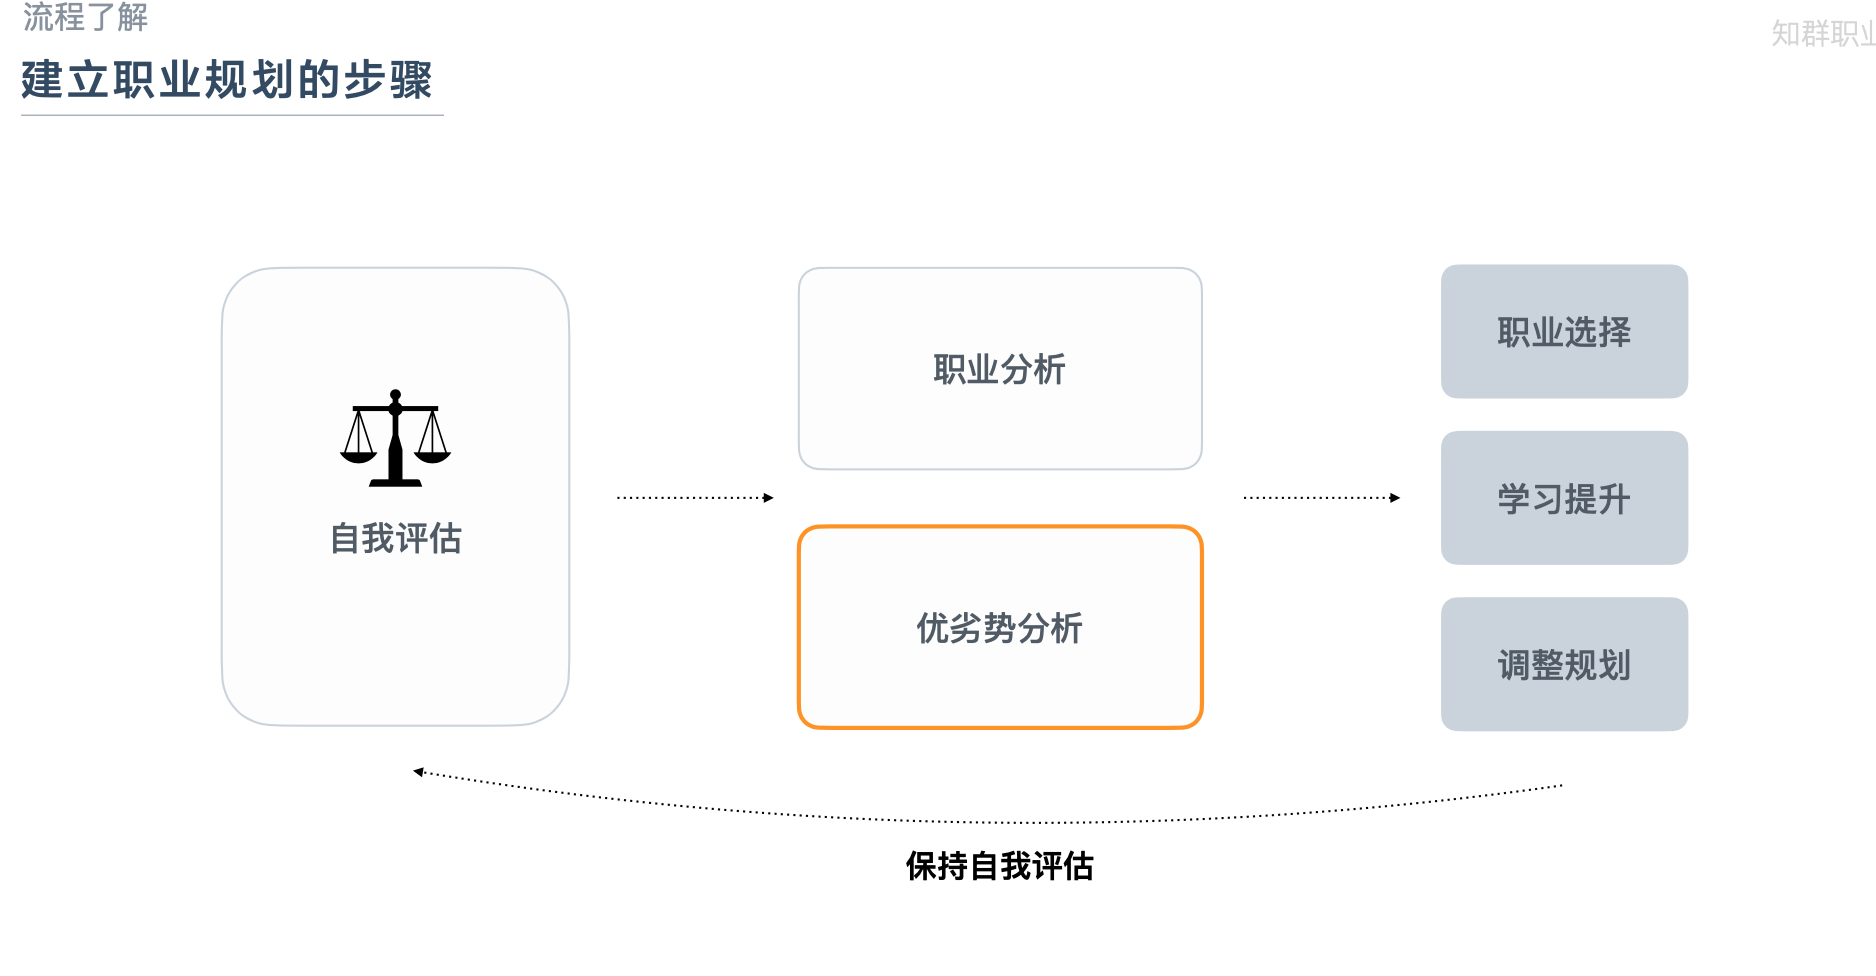 流程了解
知群职业
建立职业规划的步骤
自我评估
职业分析
优劣势分析
职业选择
学习提升
调整规划
保持自我评估